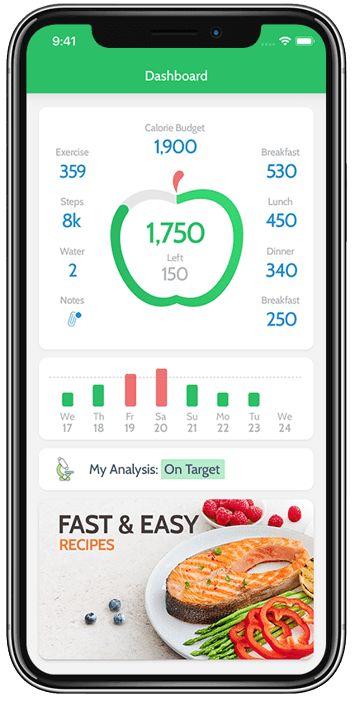 9:41
Dashboard
Calorie Budget
1,900
Exercise
359
Steps
8k
Water
2
Notes
1,750
Left
150
Breakfast
530
Lunch
450
Dinner
340
Breakfast
250
We Th Fr Sa Su Mo Tu We
17 18 19 20 21 22 23 24
My Analysis: On Target
FAST & EASY
RECIPES